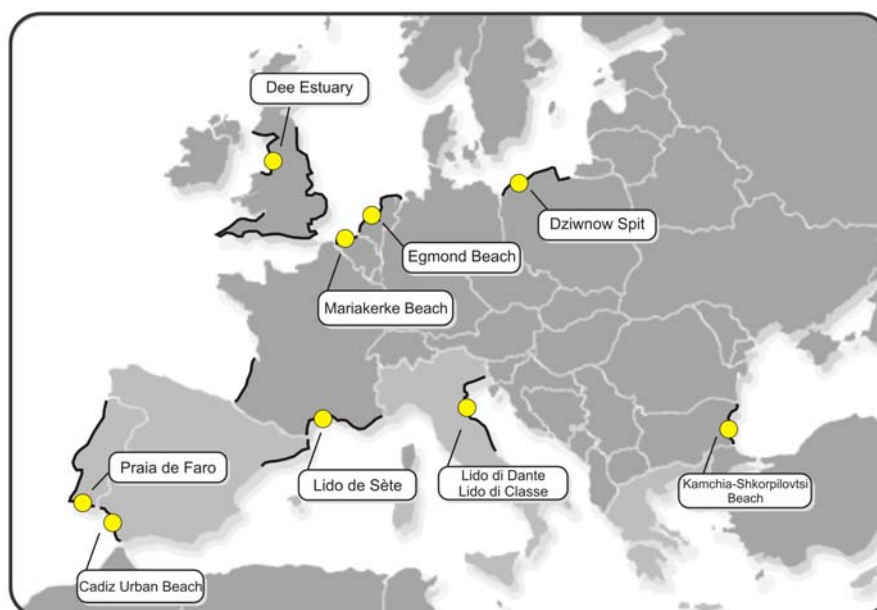 Dee Estuary
Dziwnow Spit
Egmond Beach
Mariakerke Beach
Praia de Faro
Lido de Sète
Lido di Dante
Lido di Classe
Kamchia-Shkorpilovtsi
Beach
Cadiz Urban Beach